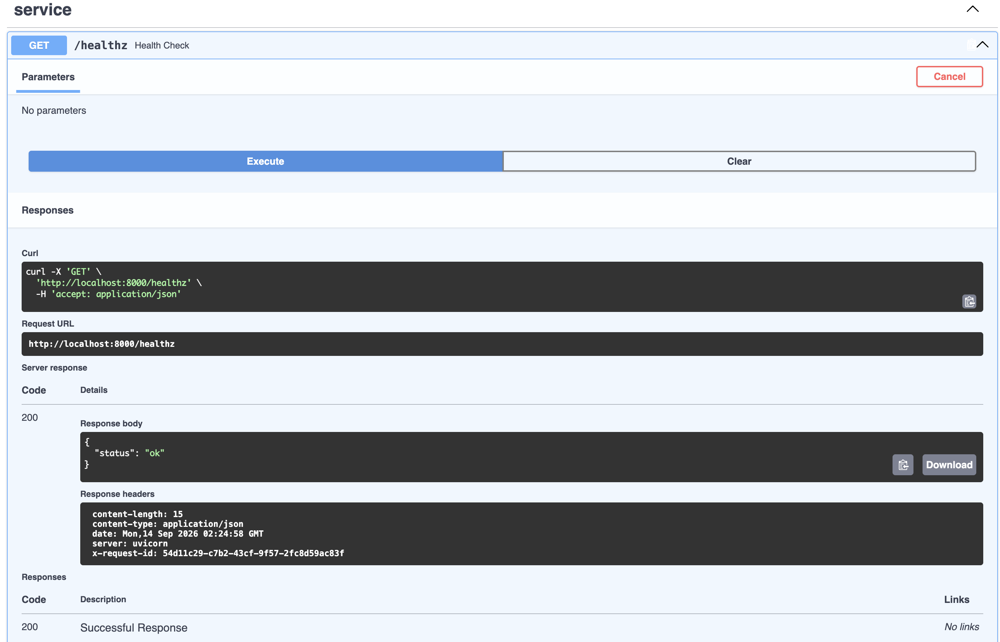 service
GET /healthz Health Check
Parameters
Cancel
No parameters
Execute
Clear
Responses
Curl
curl -X 'GET' \
  'http://localhost:8000/healthz' \
  -H 'accept: application/json'
Request URL
http://localhost:8000/healthz
Server response
Code Details
200
Response body
{
  "status": "ok"
}
Download
Response headers
content-length: 15
content-type: application/json
date: Mon,14 Sep 2026 02:24:58 GMT
server: uvicorn
x-request-id: 54d11c29-c7b2-43cf-9f57-2fc8d59ac83f
Responses
Code Description Links
200 Successful Response No links